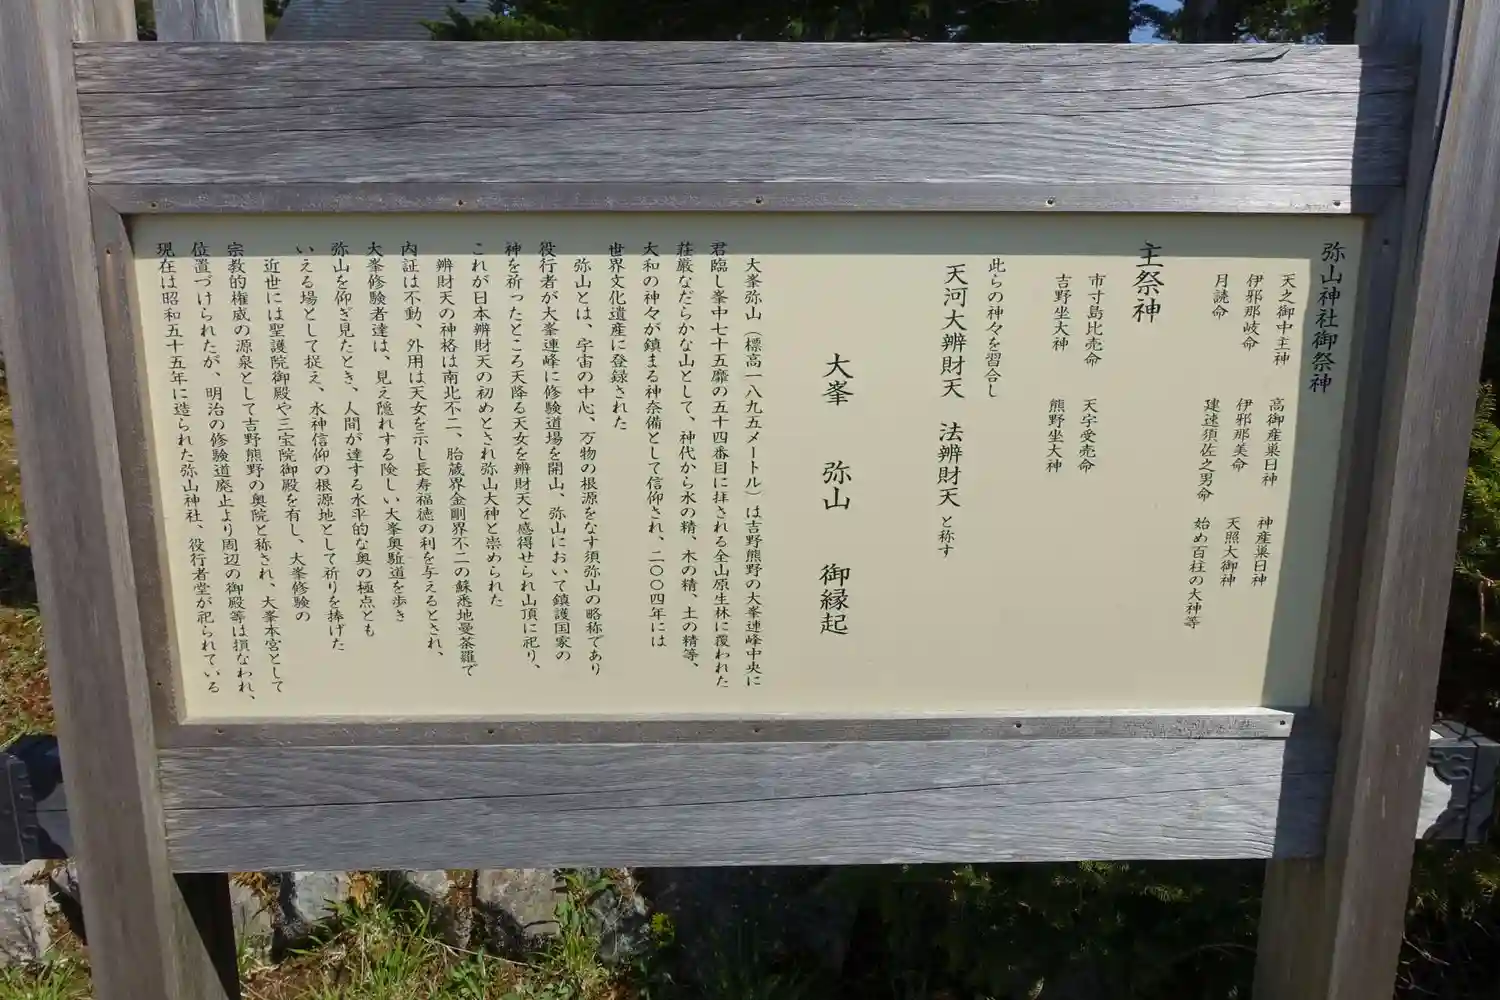 弥山神社御祭神
天之御中主神 高御産巣日神 神産巣日神
伊邪那岐命 伊邪那美命 天照大御神
月読命 建速須佐之男命 始め百柱の大神等
主祭神
市寸島比売命 天宇受売命
吉野坐大神 熊野坐大神
此らの神々を習合し
天河大辨財天 法辨財天 と称す
大峯 弥山 御縁起
大峯弥山（標高一八九五メートル）は吉野熊野の大峯連峰中央に
君臨し峯中七十五靡の五十四番目に拝される全山原生林に覆われた
荘厳なだらかな山として、神代から水の精、木の精、土の精等、
大和の神々が鎮まる神奈備として信仰され、二〇〇四年には
世界文化遺産に登録された
弥山とは、宇宙の中心、万物の根源をなす須弥山の略称であり
役行者が大峯連峰に修験道場を開山、弥山において鎮護国家の
神を祈ったところ天降る天女を辨財天と感得せられ山頂に祀り、
これが日本辨財天の初めとされ弥山大神と崇められた
辨財天の神格は南北不二、胎蔵界金剛界不二の蘇悉地曼荼羅で
内証は不動、外用は天女を示し長寿福徳の利を与えるとされ、
大峯修験者達は、見え隠れする険しい大峯奥駈道を歩き
弥山を仰ぎ見たとき、人間が達する水平的な奥の極点とも
いえる場として捉え、水神信仰の根源地として祈りを捧げた
近世には聖護院御殿や三宝院御殿を有し、大峯修験の
宗教的権威の源泉として吉野熊野の奥院と称され、大峯本宮として
位置づけられたが、明治の修験道廃止より周辺の御殿等は損なわれ、
現在は昭和五十五年に造られた弥山神社、役行者堂が祀られている